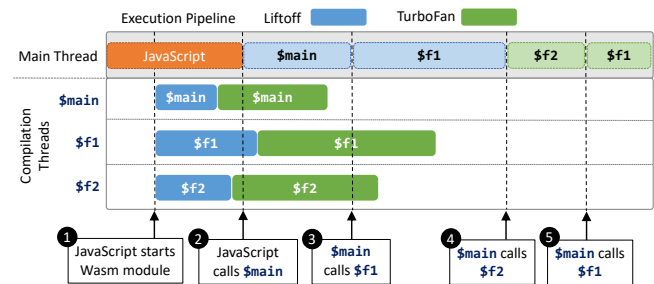 Execution Pipeline Liftoff TurboFan
Main Thread JavaScript $main $f1 $f2 $f1
Compilation Threads
$main $main $main
$f1 $f1 $f1
$f2 $f2 $f2
1 JavaScript starts
Wasm module
2 JavaScript
calls $main
3 $main
calls $f1
4 $main calls
$f2
5 $main calls
$f1